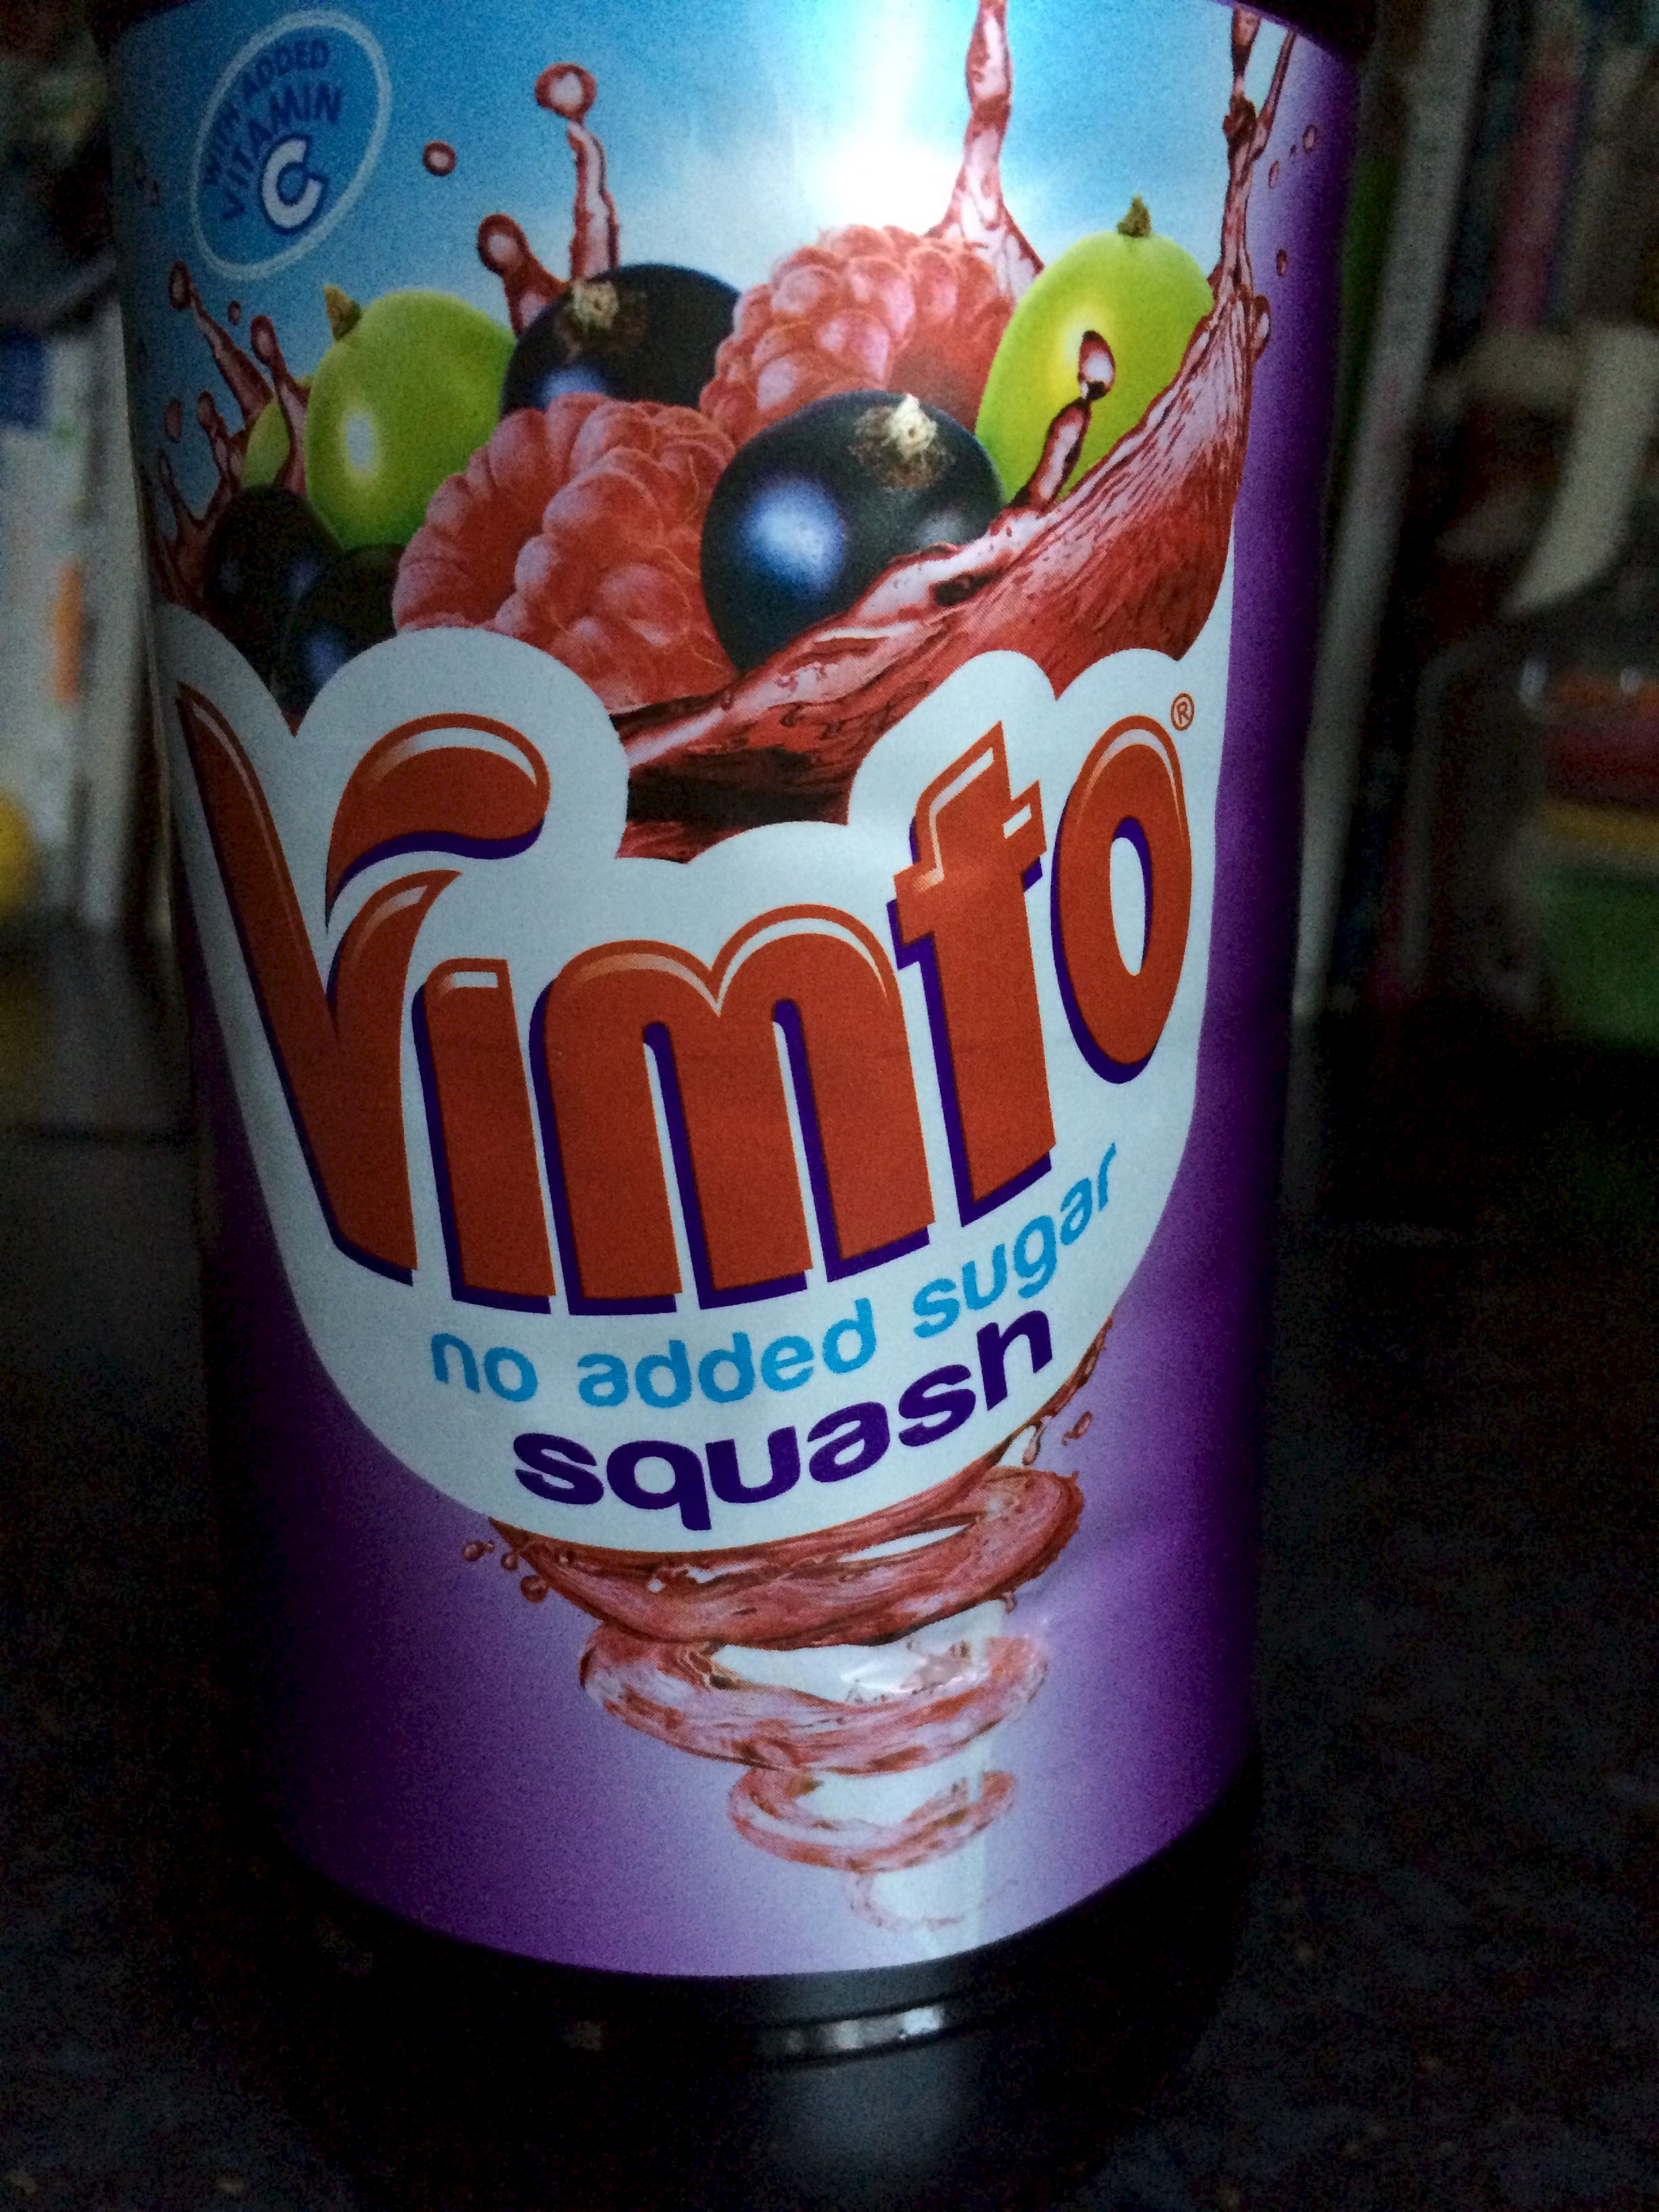 WITH ADDED
VITAMIN
C
Vimto®
no added sugar
squash